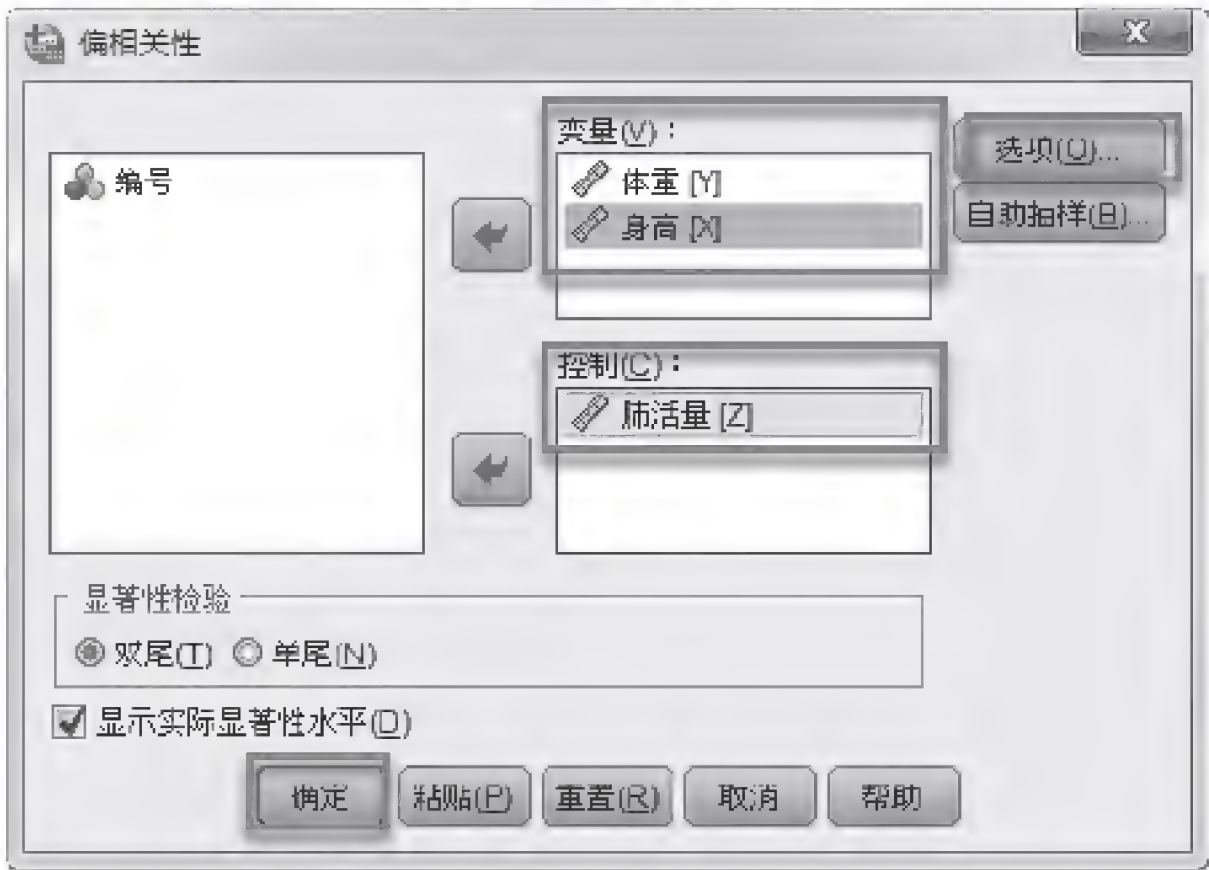 偏相关性
编号
变量(V)：
体重 [Y]
身高 [X]
选项(O)...
自助抽样(B)...
控制(C)：
肺活量 [Z]
显著性检验
双尾(T) 单尾(N)
显示实际显著性水平(D)
确定 粘贴(P) 重置(R) 取消 帮助